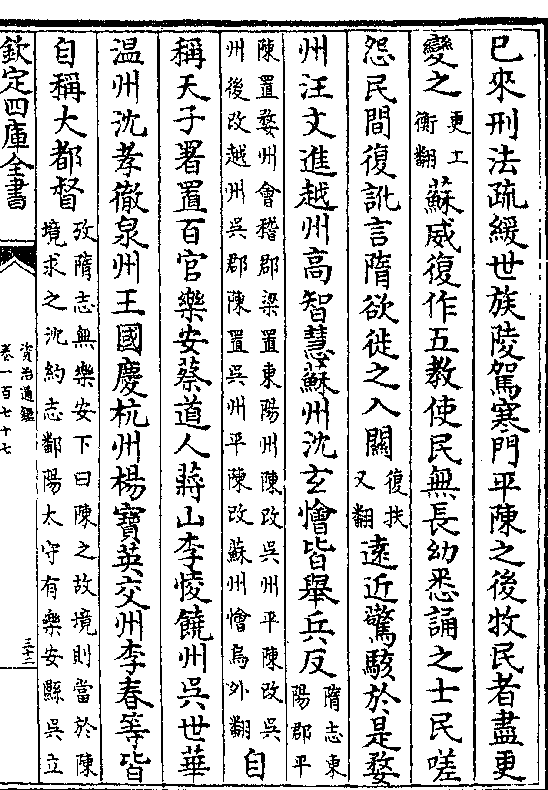 已來刑法疏緩世族陵駕寒門平陳之後牧民者盡更
變之更工衡翻蘇威復作五教使民無長幼悉誦之士民嗟
怨民間復訛言隋欲徙之入關復扶又翻遠近驚駭於是婺
州汪文進越州高智慧蘇州沈玄懀皆舉兵反隋志東陽郡平
陳置婺州會稽郡梁置東陽州陳改吳州平陳改吳
州後改越州吳郡陳置吳州平陳改蘇州懀烏外翻自
稱天子署置百官樂安蔡道人蔣山李㥄饒州吳世華
温州沈孝徹泉州王國慶杭州楊寶英交州李春等皆
自稱大都督攷隋志無樂安下曰陳之故境則當於陳
境求之沈約志鄱陽太守有樂安縣吳立
欽定四庫全書
資治通鑑
卷一百七十七
三十二